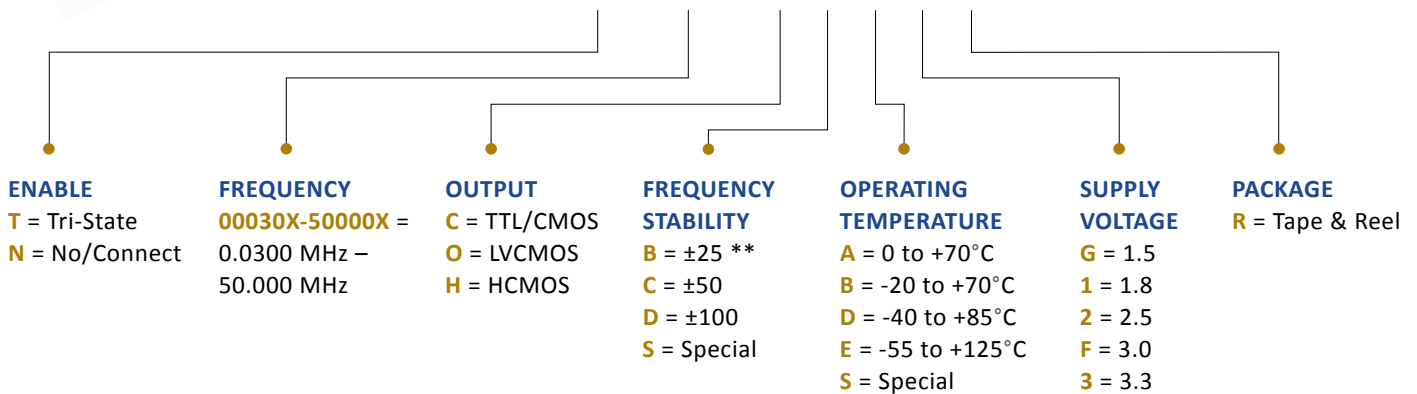 ENABLE
T = Tri-State
N = No/Connect
FREQUENCY
00030X-50000X =
0.0300 MHz –
50.000 MHz
OUTPUT
C = TTL/CMOS
O = LVCMOS
H = HCMOS
FREQUENCY
STABILITY
B = ±25 **
C = ±50
D = ±100
S = Special
OPERATING
TEMPERATURE
A = 0 to +70°C
B = -20 to +70°C
D = -40 to +85°C
E = -55 to +125°C
S = Special
SUPPLY
VOLTAGE
G = 1.5
1 = 1.8
2 = 2.5
F = 3.0
3 = 3.3
PACKAGE
R = Tape & Reel